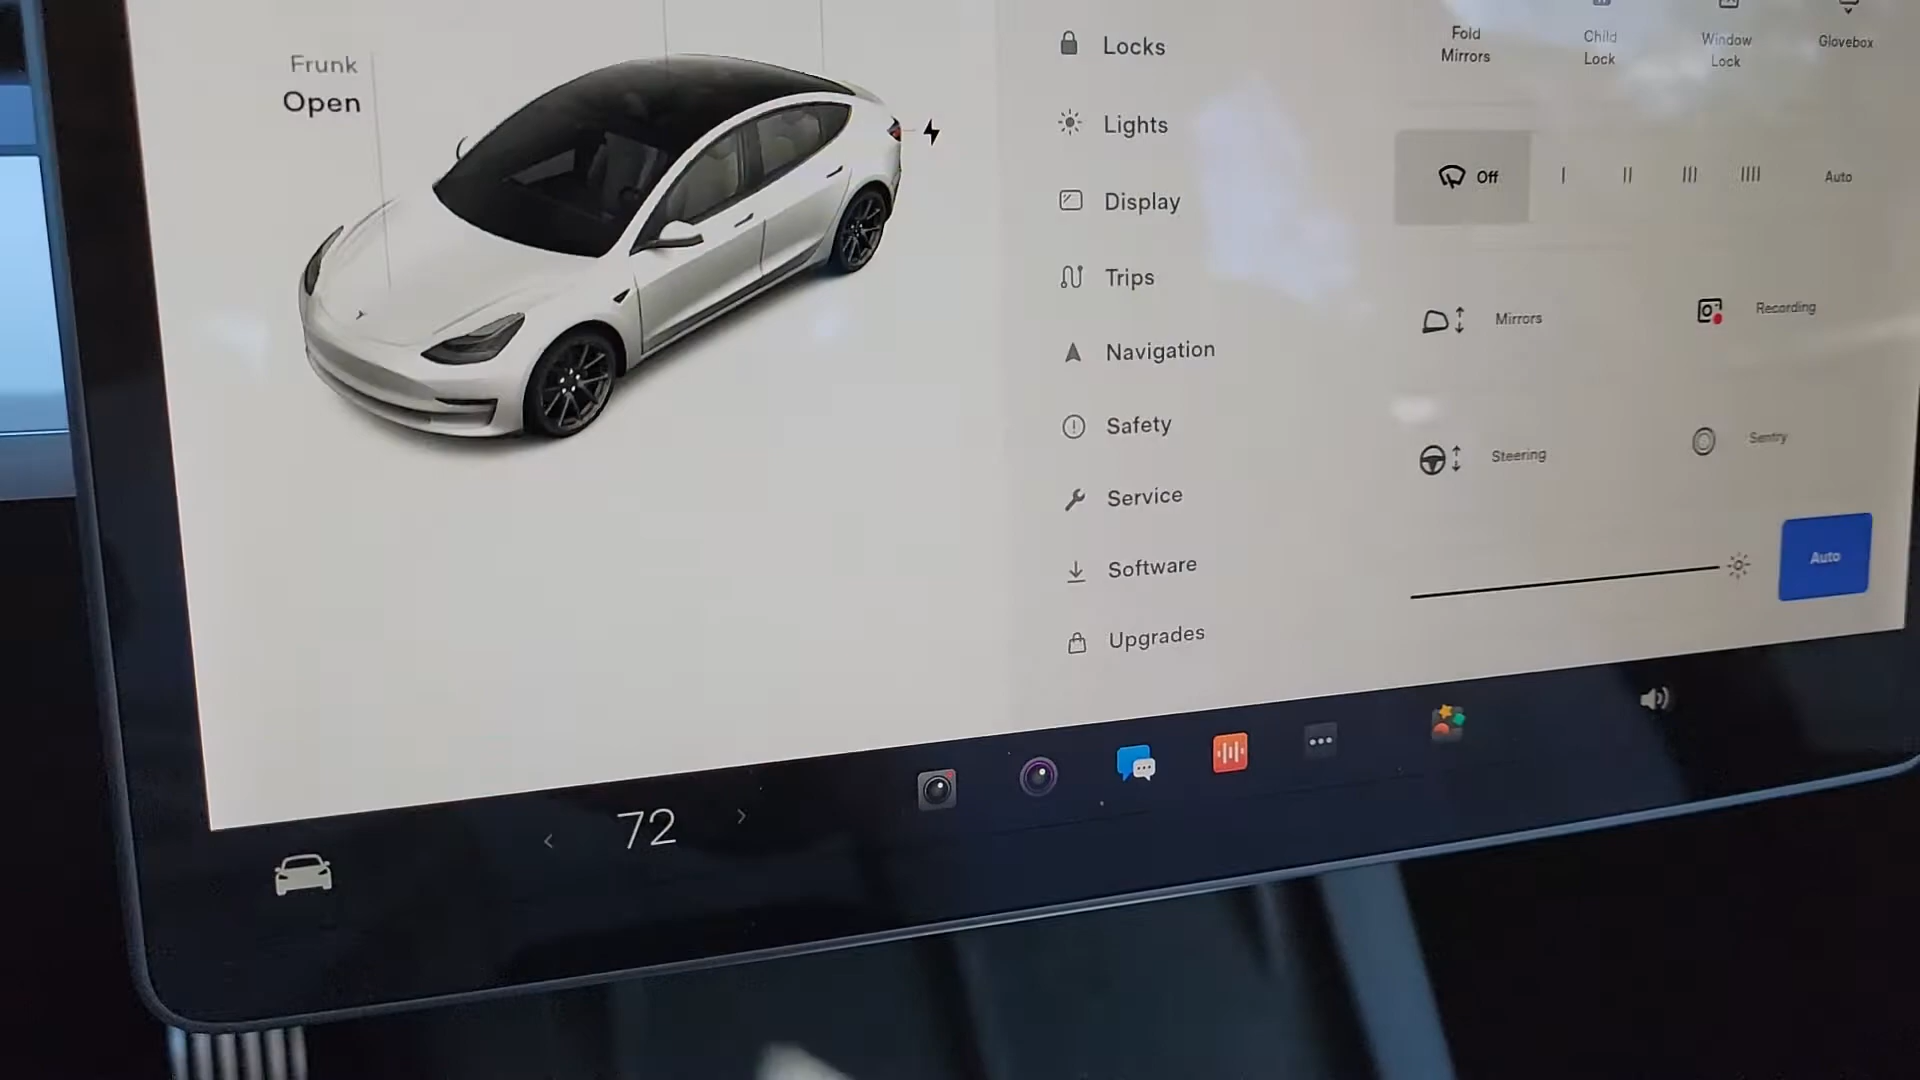 Frunk
Open
Locks
Lights
Display
Trips
Navigation
Safety
Service
Software
Upgrades
Fold
Mirrors
Child
Lock
Window
Lock
Glovebox
Off
Auto
Mirrors
Recording
Steering
Sentry
Auto
72